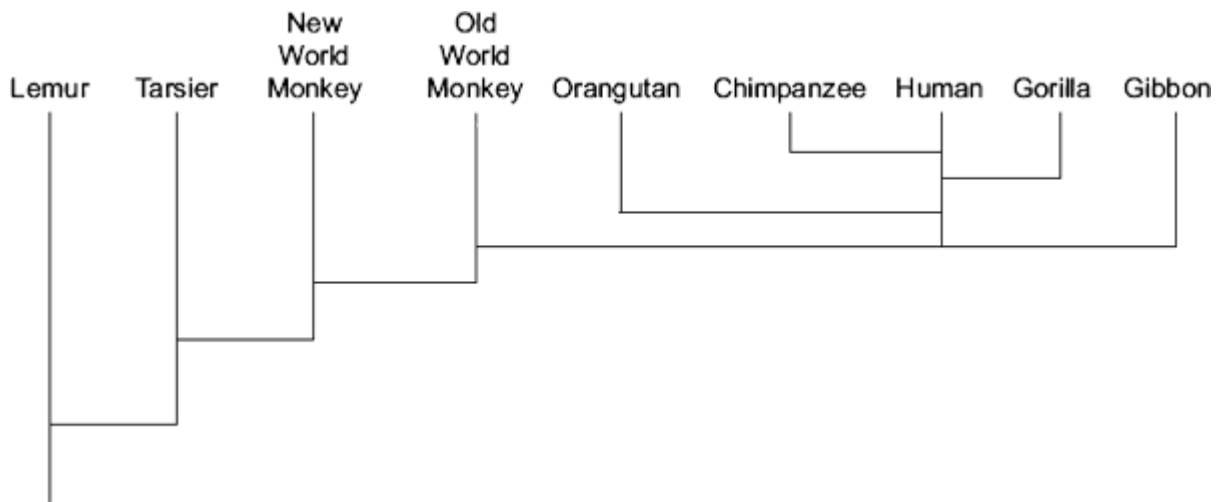 New
World
Monkey
Old
World
Monkey
Lemur
Tarsier
Orangutan
Chimpanzee
Human
Gorilla
Gibbon